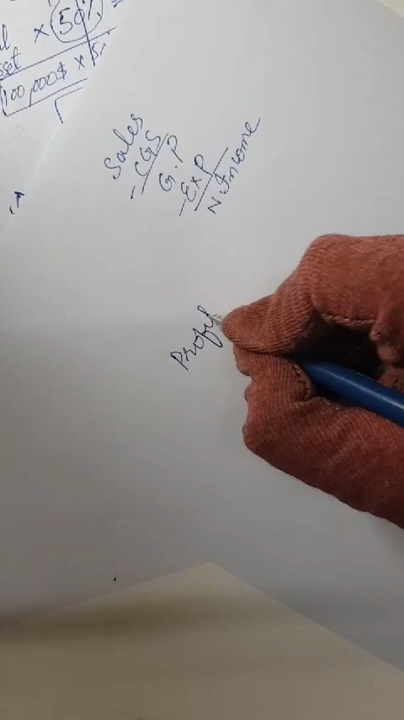 × (50%
100,000$ × 5
Sales
- CGS
G.P
- Exp
N.Income
Profi